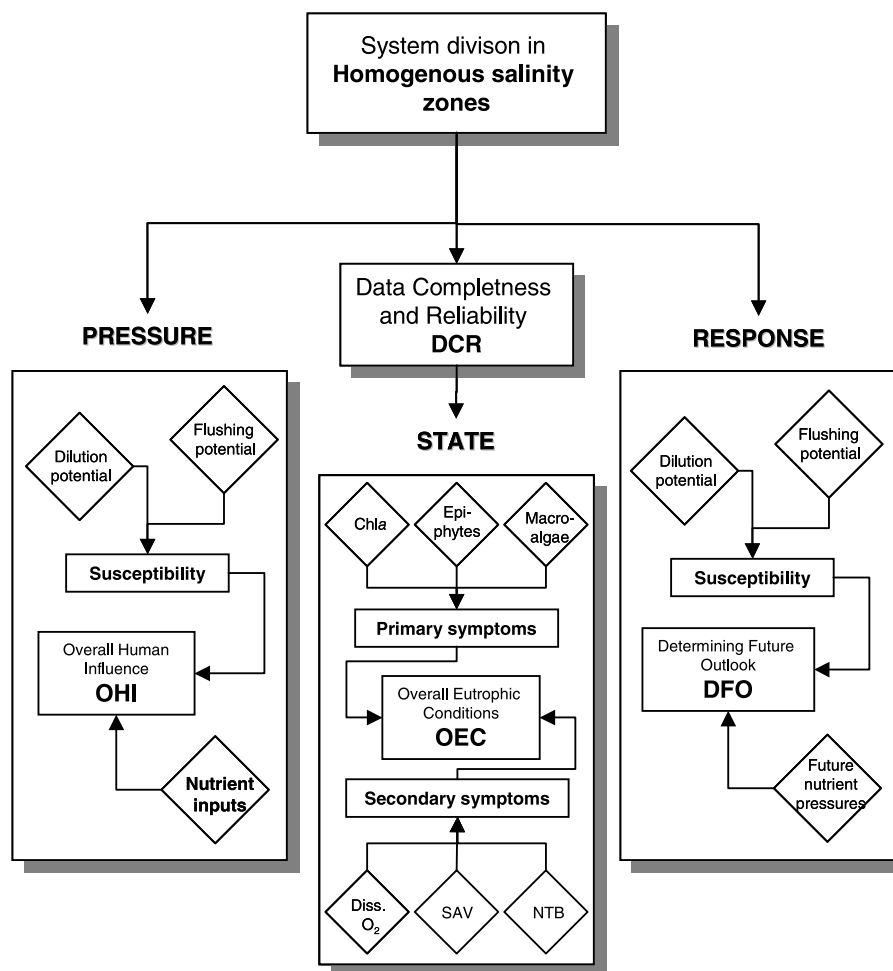 System divison in
Homogenous salinity
zones
Data Completness
and Reliability
DCR
PRESSURE
Dilution
potential
Flushing
potential
Susceptibility
Overall Human
Influence
OHI
Nutrient
inputs
STATE
Chla
Epi-
phytes
Macro-
algae
Primary symptoms
Overall Eutrophic
Conditions
OEC
Secondary symptoms
Diss.
O₂
SAV
NTB
RESPONSE
Dilution
potential
Flushing
potential
Susceptibility
Determining Future
Outlook
DFO
Future
nutrient
pressures